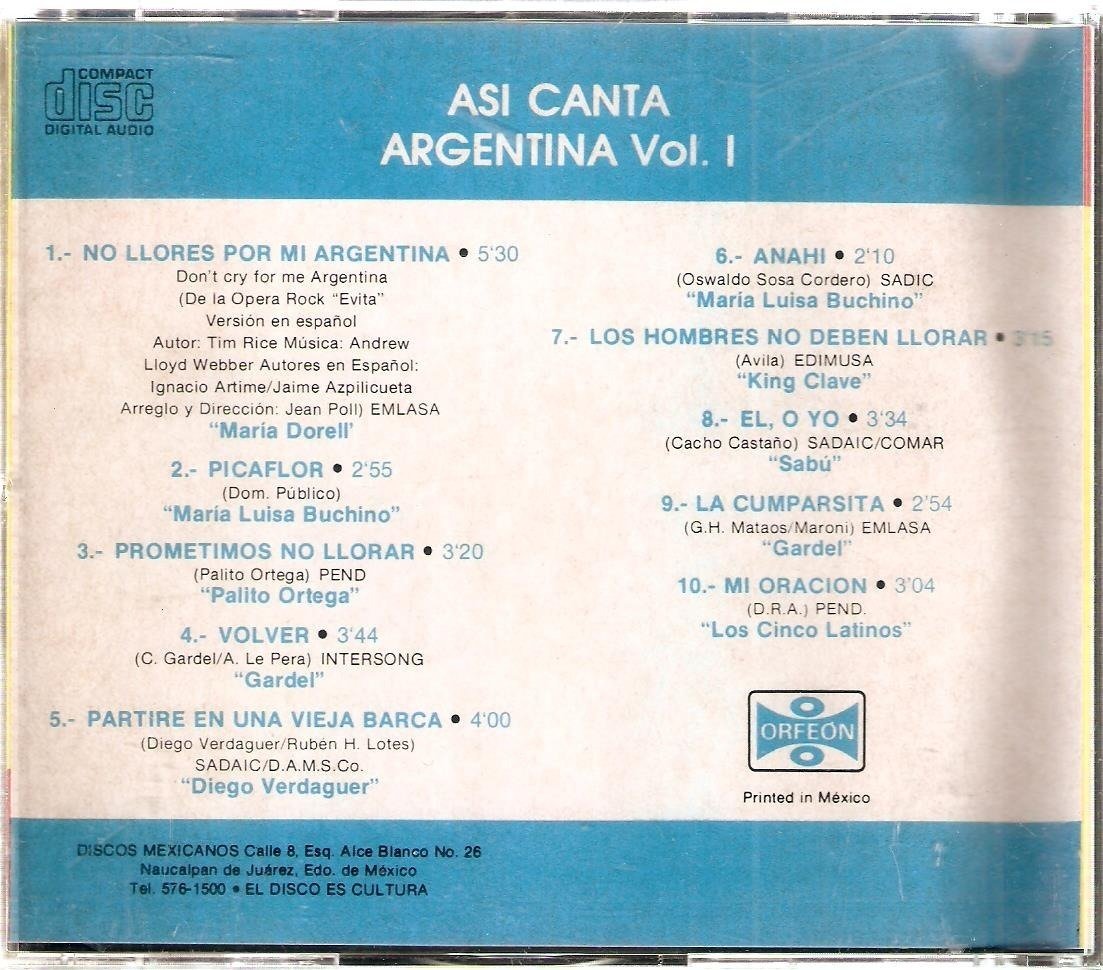 COMPACT
disc
DIGITAL AUDIO
ASI CANTA
ARGENTINA Vol. I
1.- NO LLORES POR MI ARGENTINA • 5'30
Don't cry for me Argentina
(De la Opera Rock "Evita"
Versión en español
Autor: Tim Rice Música: Andrew
Lloyd Webber Autores en Español:
Ignacio Artime/Jaime Azpilicueta
Arreglo y Dirección: Jean Poll) EMLASA
"María Dorell'
2.- PICAFLOR • 2'55
(Dom. Público)
"María Luisa Buchino"
3.- PROMETIMOS NO LLORAR • 3'20
(Palito Ortega) PEND
"Palito Ortega"
4.- VOLVER • 3'44
(C. Gardel/A. Le Pera) INTERSONG
"Gardel"
5.- PARTIRE EN UNA VIEJA BARCA • 4'00
(Diego Verdaguer/Rubén H. Lotes)
SADAIC/D.A.M.S.Co.
"Diego Verdaguer"
6.- ANAHI • 2'10
(Oswaldo Sosa Cordero) SADIC
"María Luisa Buchino"
7.- LOS HOMBRES NO DEBEN LLORAR • 3'15
(Avila) EDIMUSA
"King Clave"
8.- EL, O YO • 3'34
(Cacho Castaño) SADAIC/COMAR
"Sabú"
9.- LA CUMPARSITA • 2'54
(G.H. Mataos/Maroni) EMLASA
"Gardel"
10.- MI ORACION • 3'04
(D.R.A.) PEND.
"Los Cinco Latinos"
ORFEÓN
Printed in México
DISCOS MEXICANOS Calle 8, Esq. Alce Blanco No. 26
Naucalpan de Juárez, Edo. de México
Tel. 576-1500 • EL DISCO ES CULTURA